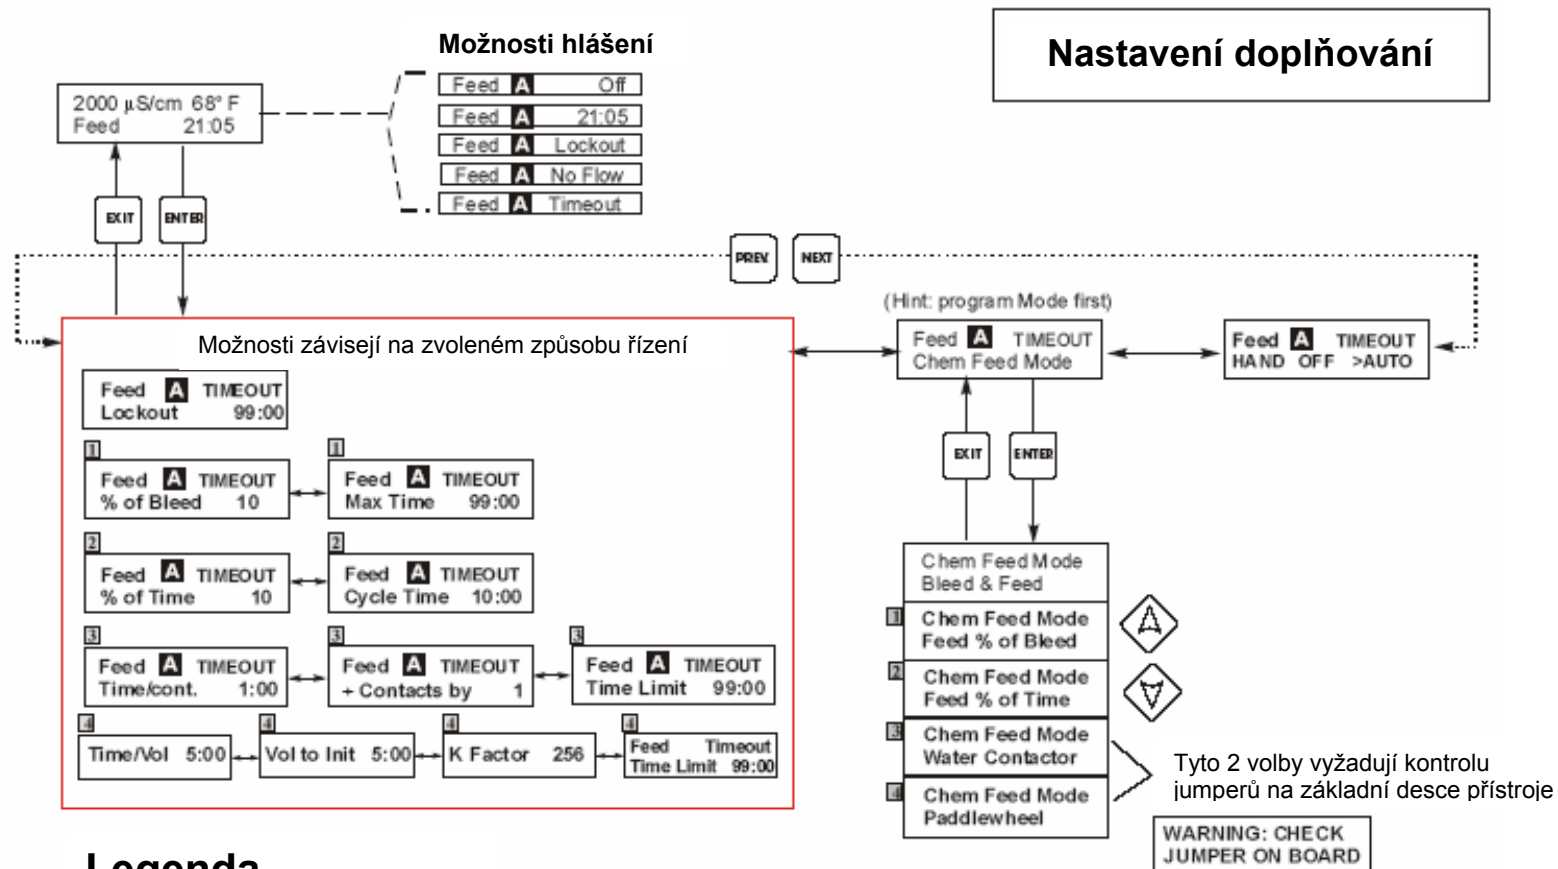 Nastavení doplňování
Možnosti hlášení
2000 µS/cm 68° F
Feed 21:05
Feed A Off
Feed A 21:05
Feed A Lockout
Feed A No Flow
Feed A Timeout
EXIT
ENTER
PREV.
NEXT
(Hint: program Mode first)
Feed A TIMEOUT
Chem Feed Mode
Feed A TIMEOUT
HAND OFF >AUTO
Možnosti závisejí na zvoleném způsobu řízení
Feed A TIMEOUT
Lockout 99:00
1
Feed A TIMEOUT
% of Bleed 10
1
Feed A TIMEOUT
Max Time 99:00
2
Feed A TIMEOUT
% of Time 10
2
Feed A TIMEOUT
Cycle Time 10:00
3
Feed A TIMEOUT
Time/cont. 1:00
3
Feed A TIMEOUT
+ Contacts by 1
3
Feed A TIMEOUT
Time Limit 99:00
4
Time/Vol 5:00
4
Vol to Init 5:00
4
K Factor 256
4
Feed Timeout
Time Limit 99:00
EXIT
ENTER
Chem Feed Mode
Bleed & Feed
1
Chem Feed Mode
Feed % of Bleed
2
Chem Feed Mode
Feed % of Time
3
Chem Feed Mode
Water Contactor
4
Chem Feed Mode
Paddlewheel
Tyto 2 volby vyžadují kontrolu
jumperů na základní desce přístroje
WARNING: CHECK
JUMPER ON BOARD
Legenda